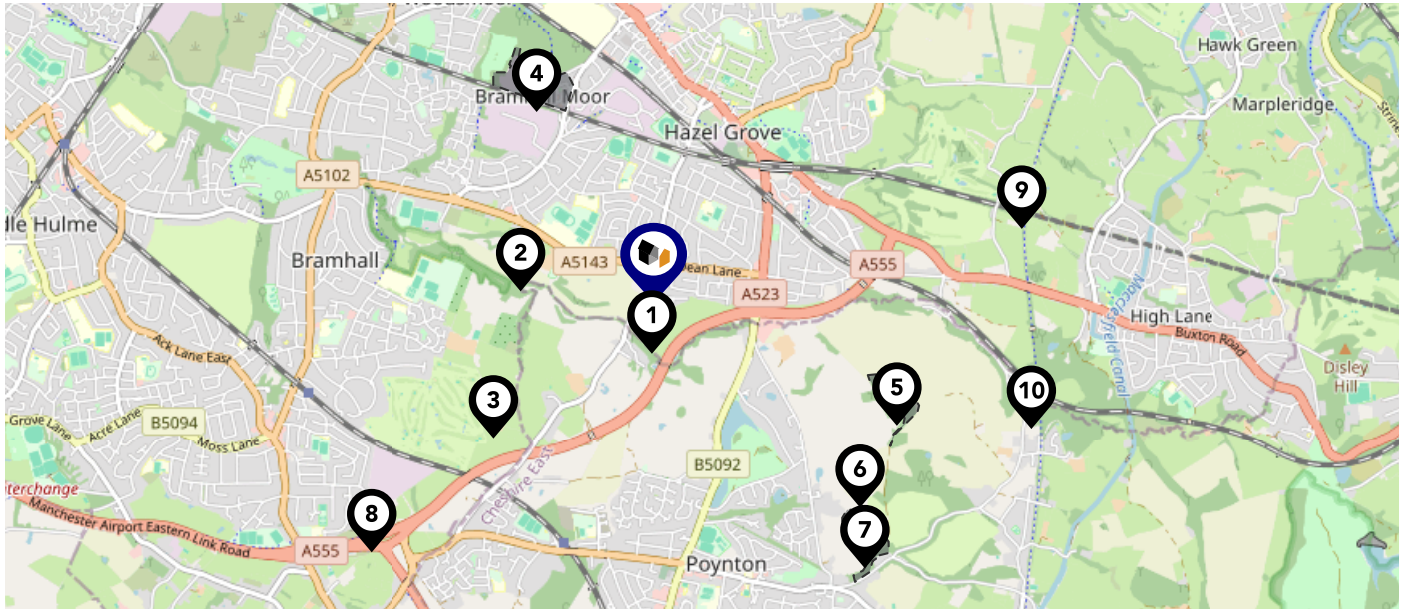 Hawk Green
4
Bram
Moor
Marpleridge
Hazel Grove
A5102
9
dle Hulme
2
A5143
Dean Lane
A555
Bramhall
A523
1
Macclesfield Canal
High Lane
Buxton Road
Ack Lane East
Disley
Hill
5
10
3
Grove Lane
Acre Lane
B5094
Moss Lane
B5092
6
Cheshire East
terchange
Manchester Airport Eastern Link Road
8
7
A555
Poynton